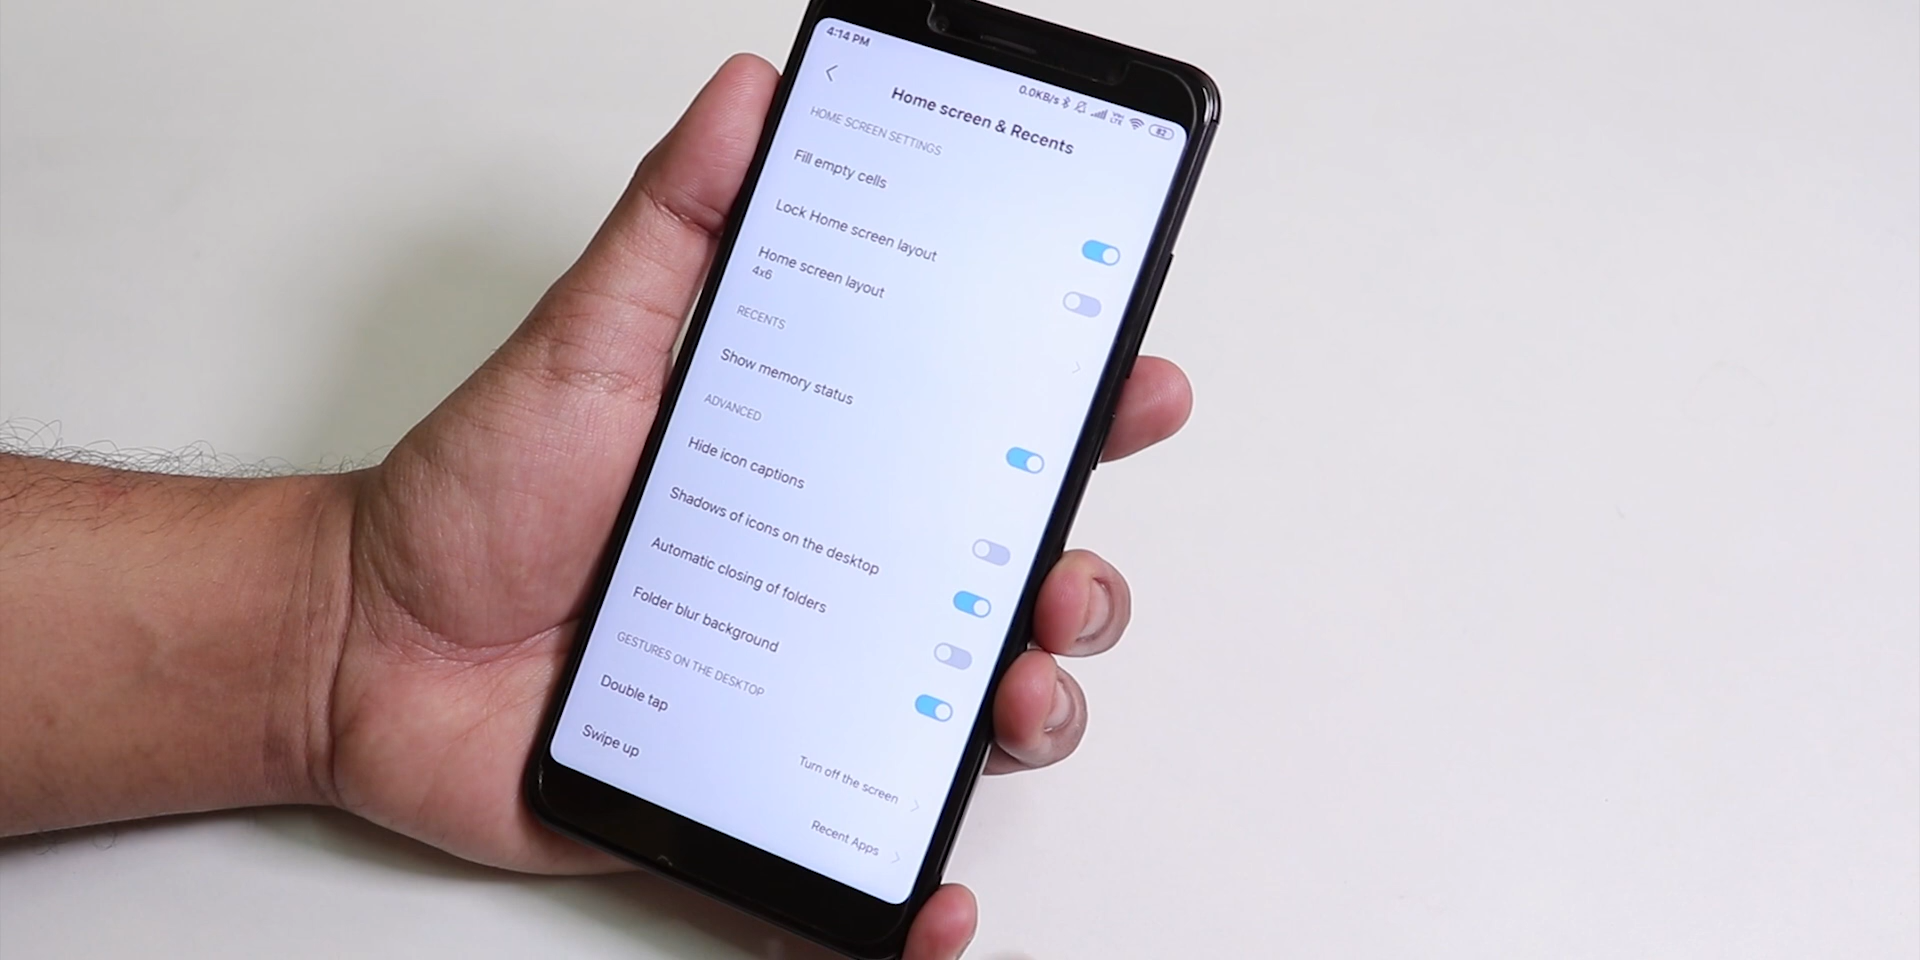 4:14 PM
0.0KB/s
VoLTE
82
Home screen & Recents
HOME SCREEN SETTINGS
Fill empty cells
Lock Home screen layout
Home screen layout
4x6
RECENTS
Show memory status
ADVANCED
Hide icon captions
Shadows of icons on the desktop
Automatic closing of folders
Folder blur background
GESTURES ON THE DESKTOP
Double tap
Turn off the screen
Swipe up
Recent Apps